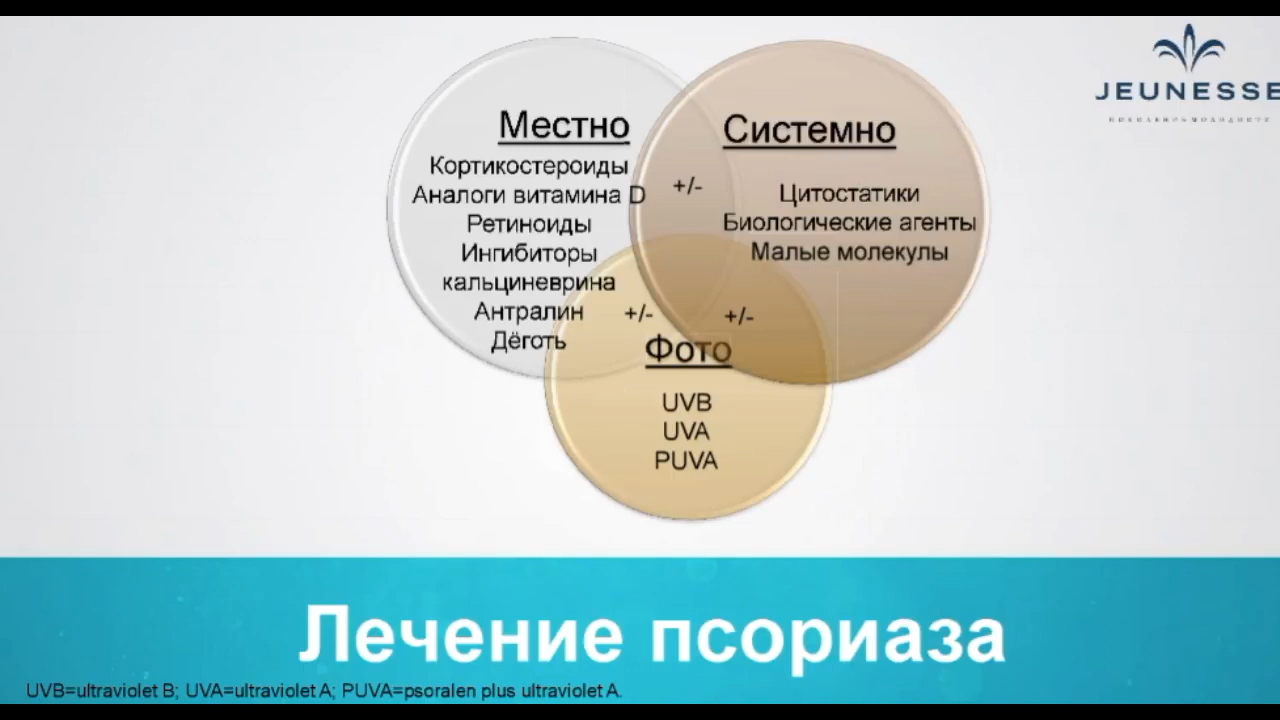 JEUNESSE
Местно
Кортикостероиды
Аналоги витамина D
Ретиноиды
Ингибиторы
кальциневрина
Антралин
Дёготь
+/-
Системно
Цитостатики
Биологические агенты
Малые молекулы
+/-
+/-
Фото
UVB
UVA
PUVA
Лечение псориаза
UVB=ultraviolet B; UVA=ultraviolet A; PUVA=psoralen plus ultraviolet A.